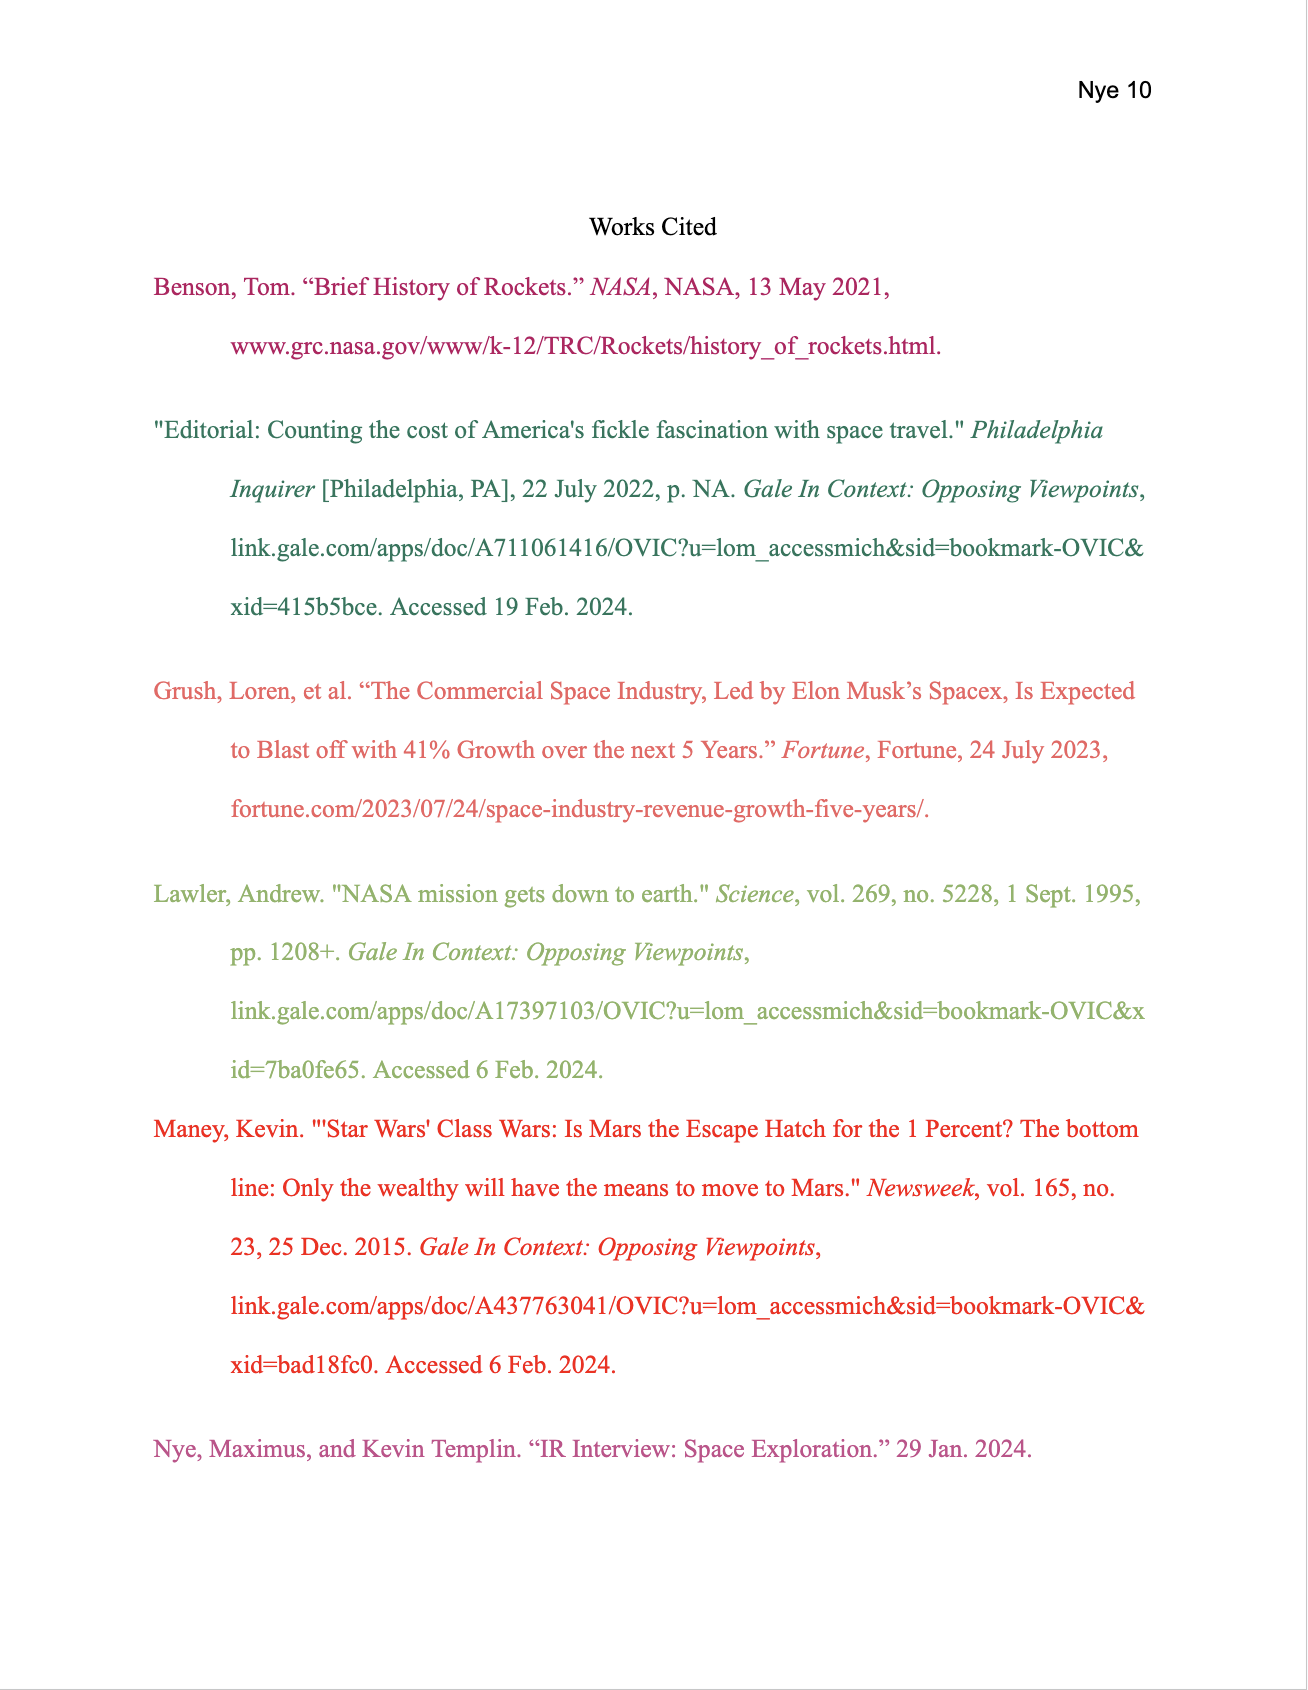 Nye 10
Works Cited
Benson, Tom. “Brief History of Rockets.” NASA, NASA, 13 May 2021,
www.grc.nasa.gov/www/k-12/TRC/Rockets/history_of_rockets.html.
"Editorial: Counting the cost of America's fickle fascination with space travel." Philadelphia
Inquirer [Philadelphia, PA], 22 July 2022, p. NA. Gale In Context: Opposing Viewpoints,
link.gale.com/apps/doc/A711061416/OVIC?u=lom_accessmich&sid=bookmark-OVIC&
xid=415b5bce. Accessed 19 Feb. 2024.
Grush, Loren, et al. “The Commercial Space Industry, Led by Elon Musk’s Spacex, Is Expected
to Blast off with 41% Growth over the next 5 Years.” Fortune, Fortune, 24 July 2023,
fortune.com/2023/07/24/space-industry-revenue-growth-five-years/.
Lawler, Andrew. "NASA mission gets down to earth." Science, vol. 269, no. 5228, 1 Sept. 1995,
pp. 1208+. Gale In Context: Opposing Viewpoints,
link.gale.com/apps/doc/A17397103/OVIC?u=lom_accessmich&sid=bookmark-OVIC&x
id=7ba0fe65. Accessed 6 Feb. 2024.
Maney, Kevin. "'Star Wars' Class Wars: Is Mars the Escape Hatch for the 1 Percent? The bottom
line: Only the wealthy will have the means to move to Mars." Newsweek, vol. 165, no.
23, 25 Dec. 2015. Gale In Context: Opposing Viewpoints,
link.gale.com/apps/doc/A437763041/OVIC?u=lom_accessmich&sid=bookmark-OVIC&
xid=bad18fc0. Accessed 6 Feb. 2024.
Nye, Maximus, and Kevin Templin. “IR Interview: Space Exploration.” 29 Jan. 2024.